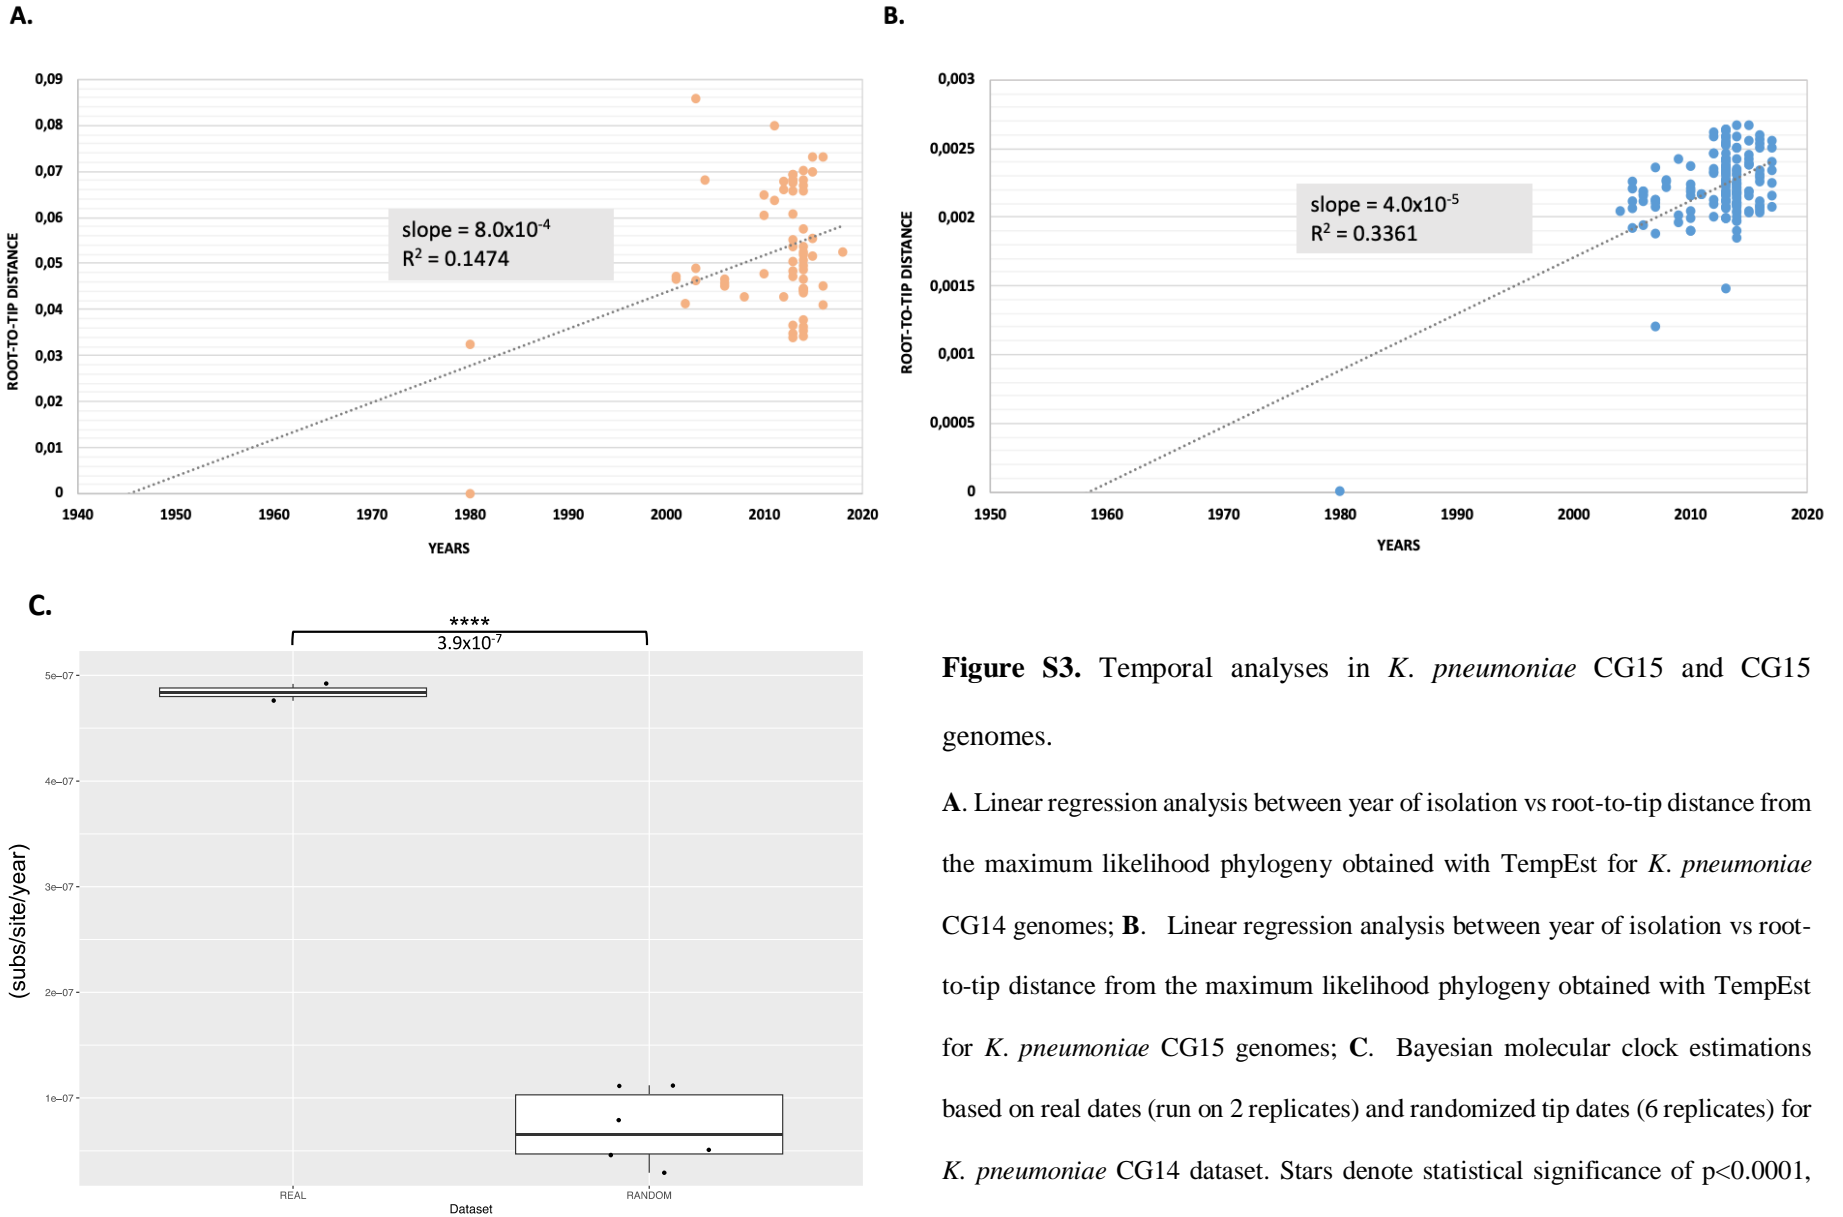 A.
0,09
0,08
0,07
0,06
0,05
0,04
0,03
0,02
0,01
0
ROOT-TO-TIP DISTANCE
slope = 8.0x10-4
R2 = 0.1474
1940 1950 1960 1970 1980 1990 2000 2010 2020
YEARS
B.
0,003
0,0025
0,002
0,0015
0,001
0,0005
0
ROOT-TO-TIP DISTANCE
slope = 4.0x10-5
R2 = 0.3361
1950 1960 1970 1980 1990 2000 2010 2020
YEARS
C.
****
3.9x10-7
5e−07
4e−07
3e−07
2e−07
1e−07
(subs/site/year)
REAL RANDOM
Dataset
Figure S3. Temporal analyses in K. pneumoniae CG15 and CG15
genomes.
A. Linear regression analysis between year of isolation vs root-to-tip distance from
the maximum likelihood phylogeny obtained with TempEst for K. pneumoniae
CG14 genomes; B. Linear regression analysis between year of isolation vs root-
to-tip distance from the maximum likelihood phylogeny obtained with TempEst
for K. pneumoniae CG15 genomes; C. Bayesian molecular clock estimations
based on real dates (run on 2 replicates) and randomized tip dates (6 replicates) for
K. pneumoniae CG14 dataset. Stars denote statistical significance of p<0.0001,